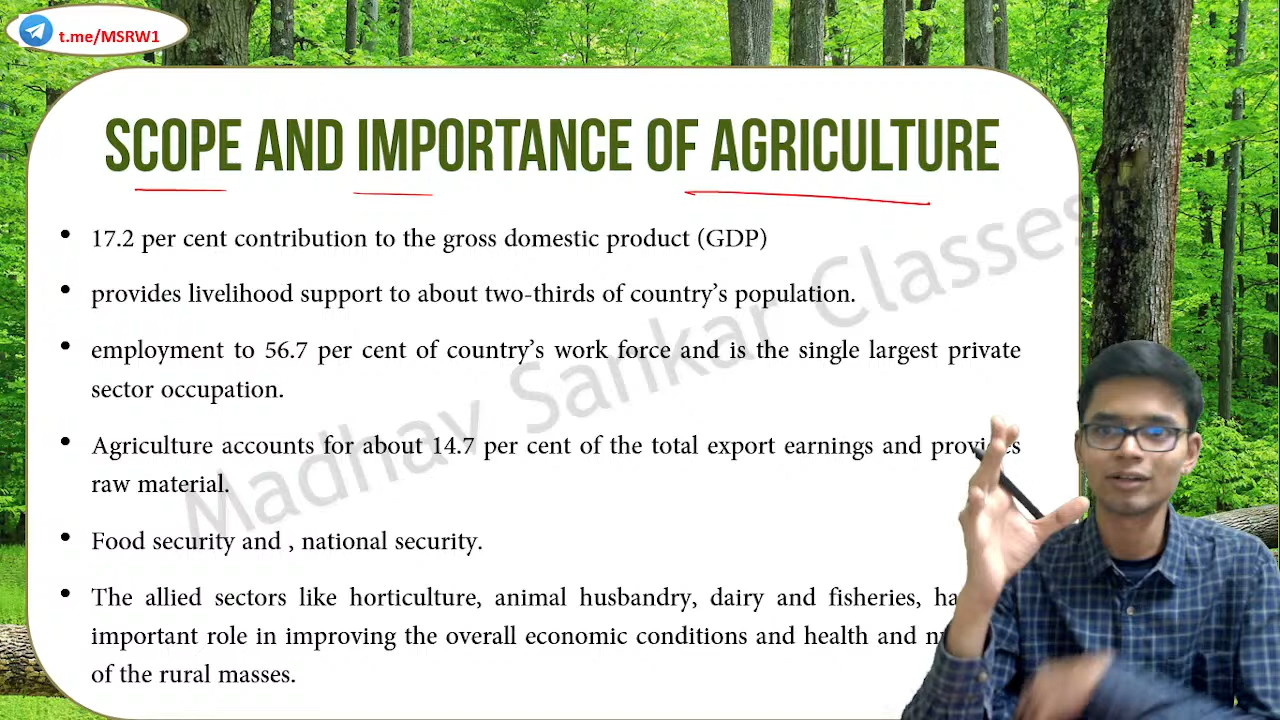 t.me/MSRW1
SCOPE AND IMPORTANCE OF AGRICULTURE
• 17.2 per cent contribution to the gross domestic product (GDP)
• provides livelihood support to about two-thirds of country's population.
• employment to 56.7 per cent of country's work force and is the single largest private
sector occupation.
• Agriculture accounts for about 14.7 per cent of the total export earnings and provides
raw material.
• Food security and , national security.
• The allied sectors like horticulture, animal husbandry, dairy and fisheries,
important role in improving the overall economic conditions and health and
of the rural masses.
Madhav Sarkar Classes